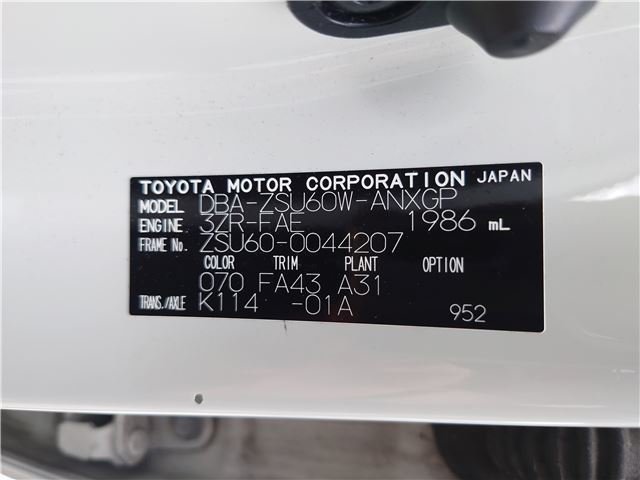 TOYOTA MOTOR CORPORATION JAPAN
MODEL DBA-ZSU60W-ANXGP
ENGINE 3ZR-FAE 1986 mL
FRAME No. ZSU60-0044207
COLOR TRIM PLANT OPTION
070 FA43 A31
TRANS./AXLE K114 -01A 952